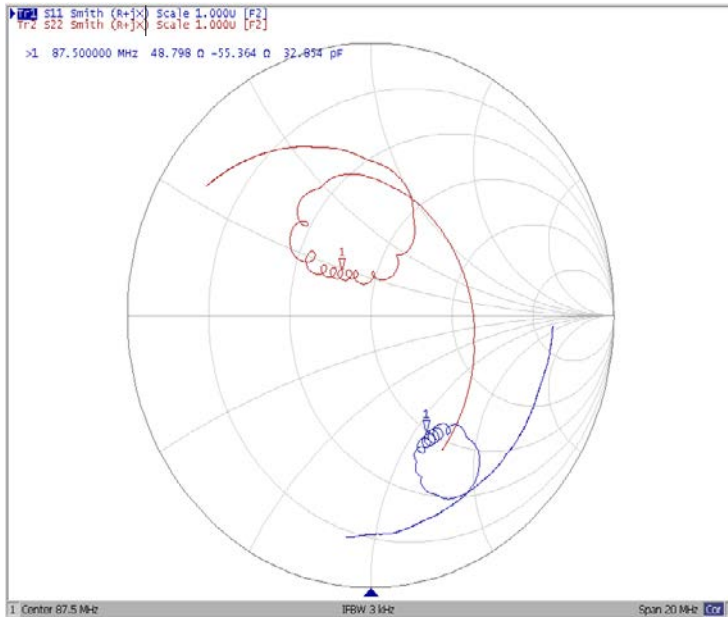 Tr1 S11 Smith (R+jX) Scale 1.000U [F2]
Tr2 S22 Smith (R+jX) Scale 1.000U [F2]
>1 87.500000 MHz 48.798 Ω -55.364 Ω 32.854 pF
1
1
1 Center 87.5 MHz IFBW 3 kHz Span 20 MHz Cor